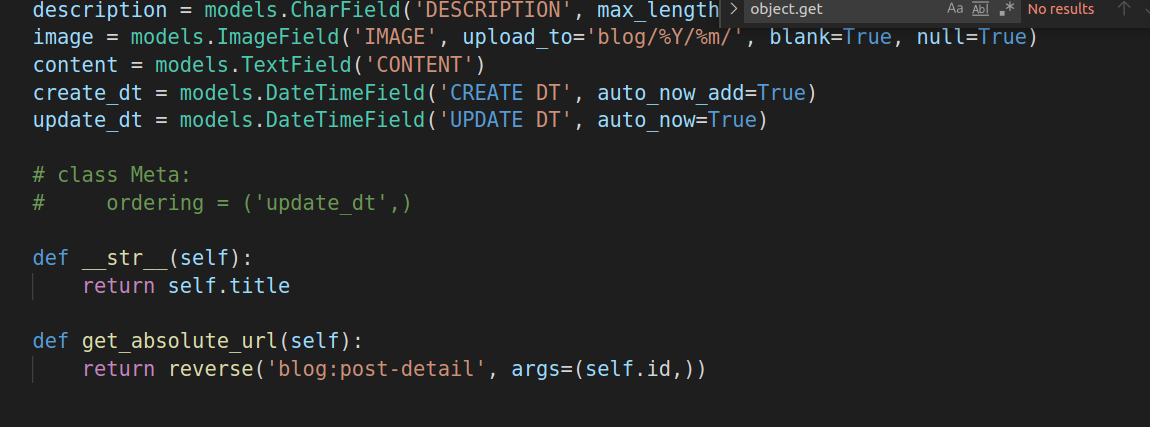 description = models.CharField('DESCRIPTION', max_length
object.get
Aa
Ab
.*
No results
image = models.ImageField('IMAGE', upload_to='blog/%Y/%m/', blank=True, null=True)
content = models.TextField('CONTENT')
create_dt = models.DateTimeField('CREATE DT', auto_now_add=True)
update_dt = models.DateTimeField('UPDATE DT', auto_now=True)
# class Meta:
#     ordering = ('update_dt',)
def __str__(self):
    return self.title
def get_absolute_url(self):
    return reverse('blog:post-detail', args=(self.id,))